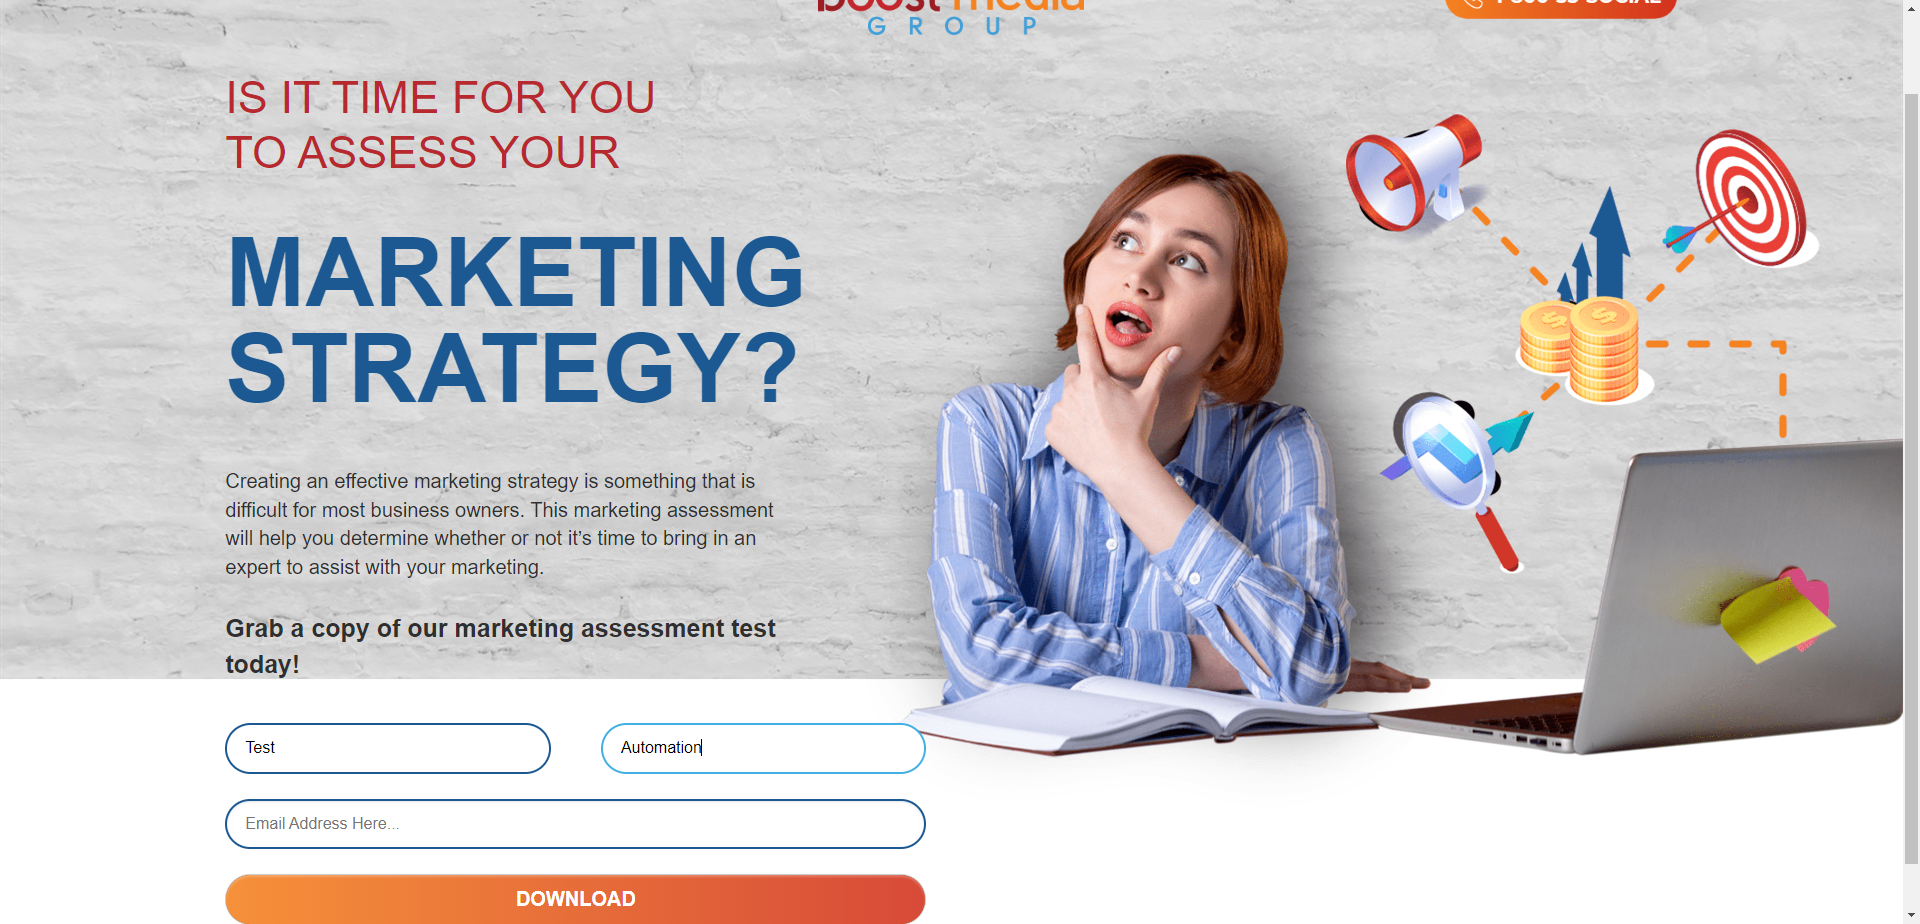 boost media
GROUP
IS IT TIME FOR YOU
TO ASSESS YOUR
MARKETING
STRATEGY?
Creating an effective marketing strategy is something that is
difficult for most business owners. This marketing assessment
will help you determine whether or not it’s time to bring in an
expert to assist with your marketing.
Grab a copy of our marketing assessment test
today!
Test
Automation
Email Address Here...
DOWNLOAD